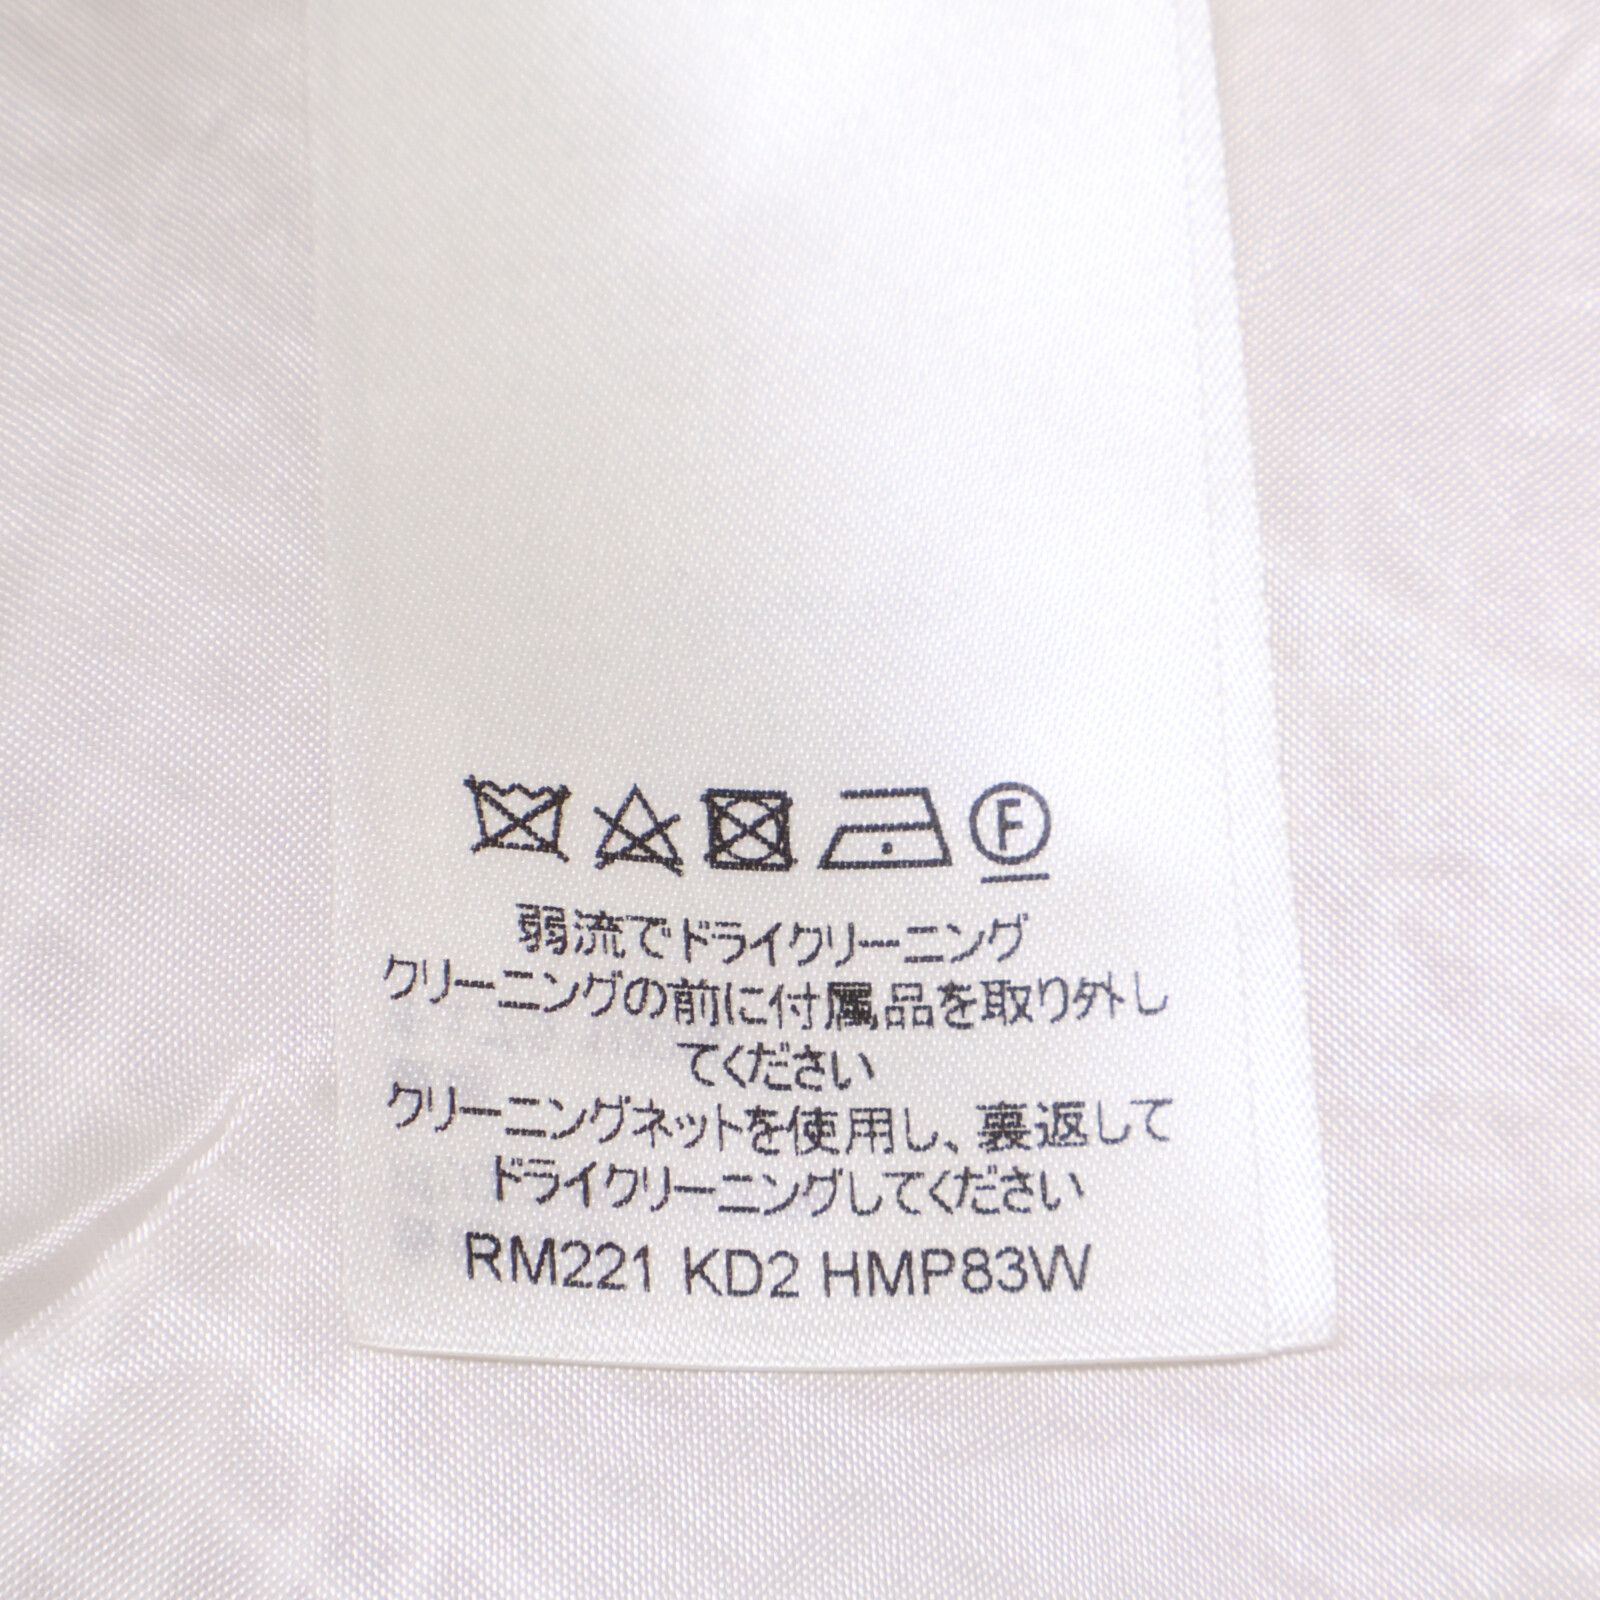 F
弱流でドライクリーニング
クリーニングの前に付属品を取り外し
てください
クリーニングネットを使用し、裏返して
ドライクリーニングしてください
RM221 KD2 HMP83W